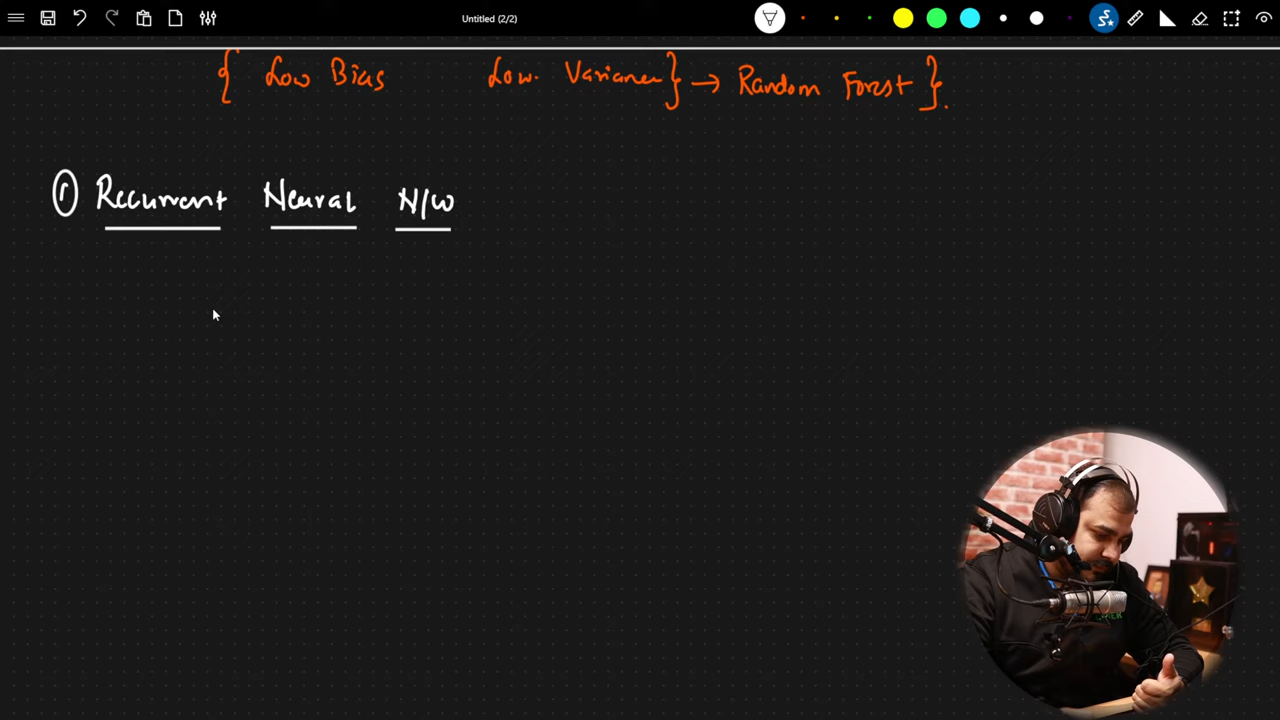 Untitled (2/2)
{ Low Bias Low. Variance } → Random Forest }.
① Recurrent Neural N/W